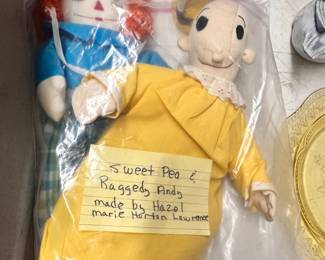 Sweet Pea &
Raggedy Andy
made by Hazel
marie Horton Lawrence